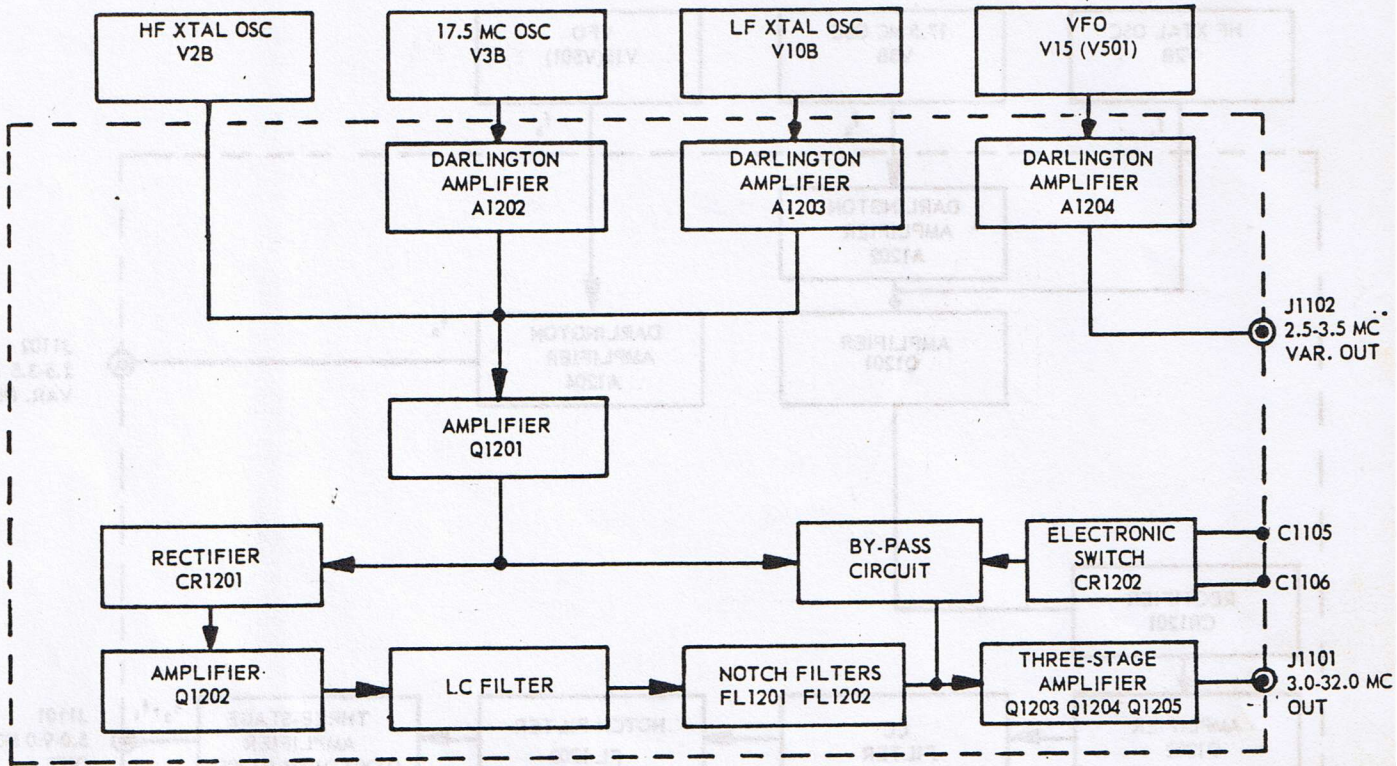 HF XTAL OSC
V2B
17.5 MC OSC
V3B
LF XTAL OSC
V10B
VFO
V15 (V501)
DARLINGTON
AMPLIFIER
A1202
DARLINGTON
AMPLIFIER
A1203
DARLINGTON
AMPLIFIER
A1204
J1102
2.5-3.5 MC
VAR. OUT
AMPLIFIER
Q1201
RECTIFIER
CR1201
BY-PASS
CIRCUIT
ELECTRONIC
SWITCH
CR1202
C1105
C1106
AMPLIFIER
Q1202
LC FILTER
NOTCH FILTERS
FL1201 FL1202
THREE-STAGE
AMPLIFIER
Q1203 Q1204 Q1205
J1101
3.0-32.0 MC
OUT